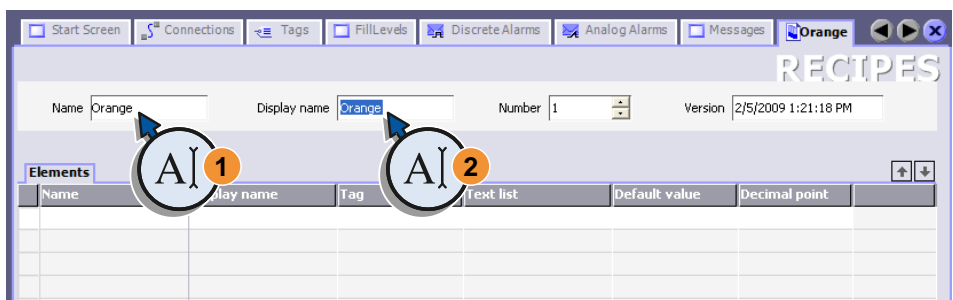 Start Screen Connections Tags FillLevels Discrete Alarms Analog Alarms Messages Orange
RECIPES
Name Orange Display name Orange Number 1 Version 2/5/2009 1:21:18 PM
A 1 A 2
Elements
Name play name Tag Text list Default value Decimal point